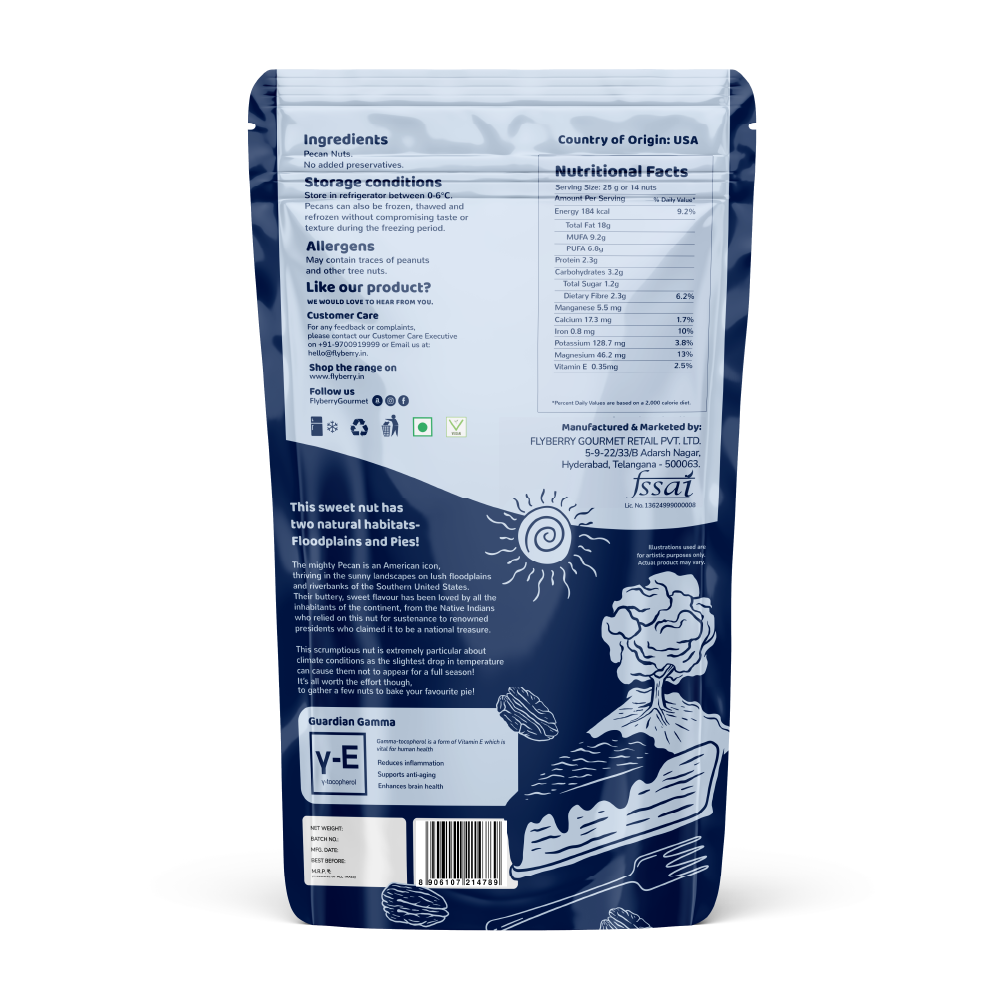 Ingredients
Pecan Nuts.
No added preservatives.
Storage conditions
Store in refrigerator between 0-6°C.
Pecans can also be frozen, thawed and
refrozen without compromising taste or
texture during the freezing period.
Allergens
May contain traces of peanuts
and other tree nuts.
Like our product?
WE WOULD LOVE TO HEAR FROM YOU.
Customer Care
For any feedback or complaints,
please contact our Customer Care Executive
on +91-9700919999 or Email us at:
hello@flyberry.in.
Shop the range on
www.flyberry.in
Follow us
FlyberryGourmet
Country of Origin: USA
Nutritional Facts
Serving Size: 25 g or 14 nuts
Amount Per Serving % Daily Value*
Energy 184 kcal 9.2%
Total Fat 18g
MUFA 9.2g
PUFA 6.8g
Protein 2.3g
Carbohydrates 3.2g
Total Sugar 1.2g
Dietary Fibre 2.3g 6.2%
Manganese 5.5 mg
Calcium 17.3 mg 1.7%
Iron 0.8 mg 10%
Potassium 128.7 mg 3.8%
Magnesium 46.2 mg 13%
Vitamin E 0.35mg 2.5%
*Percent Daily Values are based on a 2,000 calorie diet.
Manufactured & Marketed by:
FLYBERRY GOURMET RETAIL PVT. LTD.
5-9-22/33/B Adarsh Nagar,
Hyderabad, Telangana - 500063.
fssai
Lic. No. 13624999000008
Illustrations used are
for artistic purposes only.
Actual product may vary.
This sweet nut has
two natural habitats-
Floodplains and Pies!
The mighty Pecan is an American icon,
thriving in the sunny landscapes on lush floodplains
and riverbanks of the Southern United States.
Their buttery, sweet flavour has been loved by all the
inhabitants of the continent, from the Native Indians
who relied on this nut for sustenance to renowned
presidents who claimed it to be a national treasure.
This scrumptious nut is extremely particular about
climate conditions as the slightest drop in temperature
can cause them not to appear for a full season!
It's all worth the effort though,
to gather a few nuts to bake your favourite pie!
Guardian Gamma
γ-E
γ-tocopherol
Gamma-tocopherol is a form of Vitamin E which is
vital for human health
Reduces inflammation
Supports anti-aging
Enhances brain health
NET WEIGHT:
BATCH NO.:
MFG. DATE:
BEST BEFORE:
M.R.P. ₹:
8 906107 214789